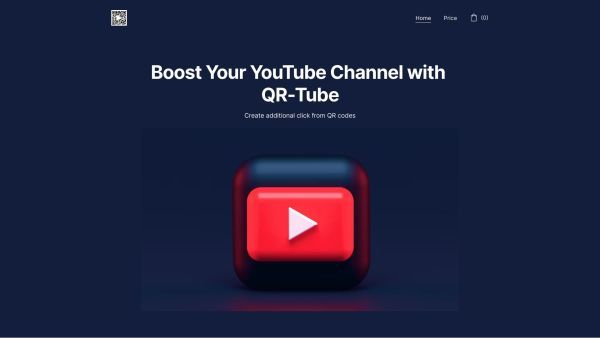 Home Price (0)
Boost Your YouTube Channel with
QR-Tube
Create additional click from QR codes